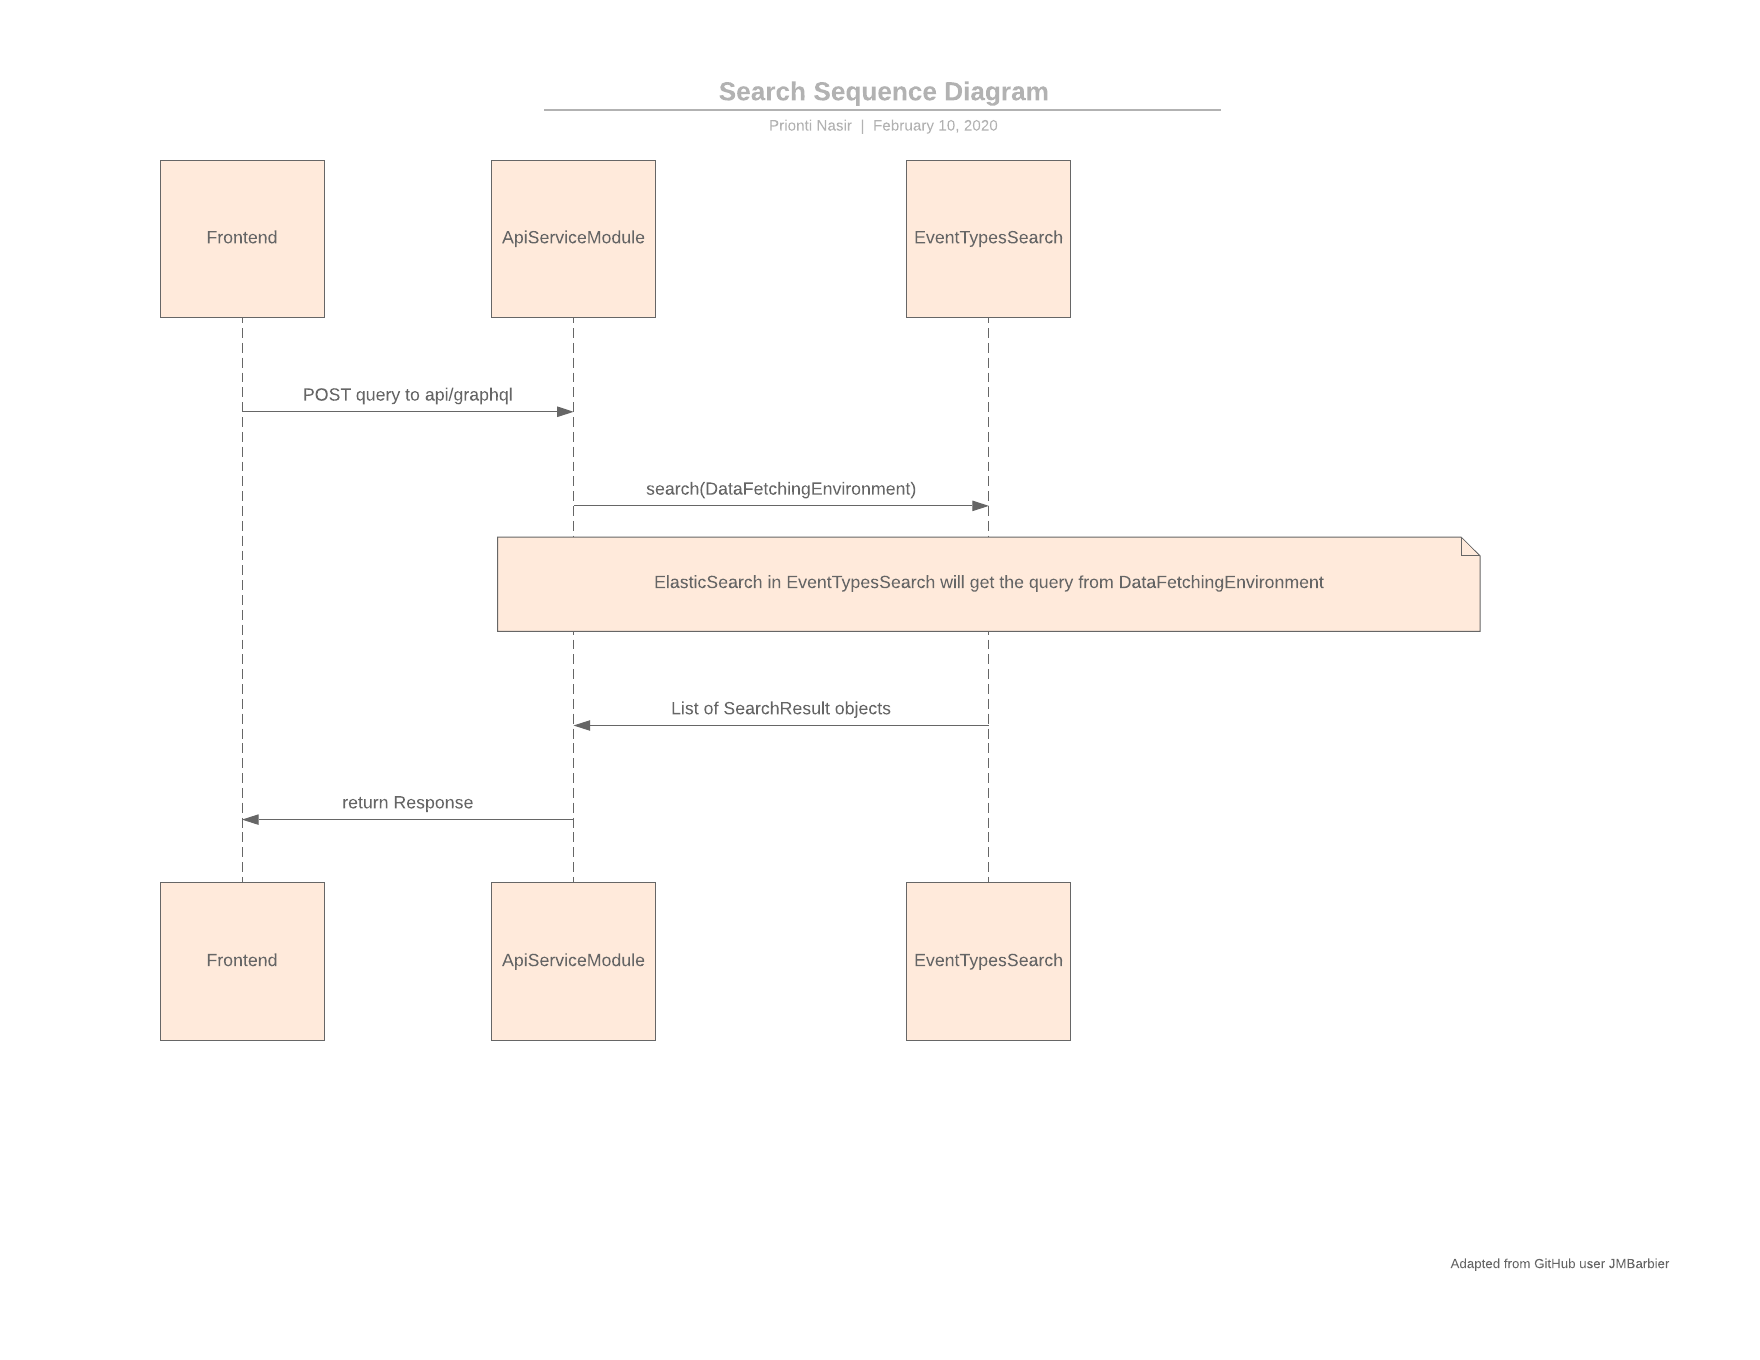 Search Sequence Diagram
Prionti Nasir | February 10, 2020
Frontend
ApiServiceModule
EventTypesSearch
POST query to api/graphql
search(DataFetchingEnvironment)
ElasticSearch in EventTypesSearch will get the query from DataFetchingEnvironment
List of SearchResult objects
return Response
Frontend
ApiServiceModule
EventTypesSearch
Adapted from GitHub user JMBarbier